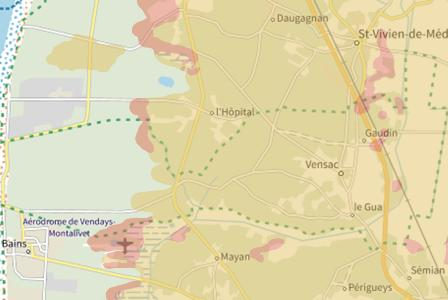 Daugagnan
St-Vivien-de-Méd
l'Hôpital
Gaudin
Vensac
le Gua
Aérodrome de Vendays-
Montalivet
Bains
Mayan
Sémian
Périgueys